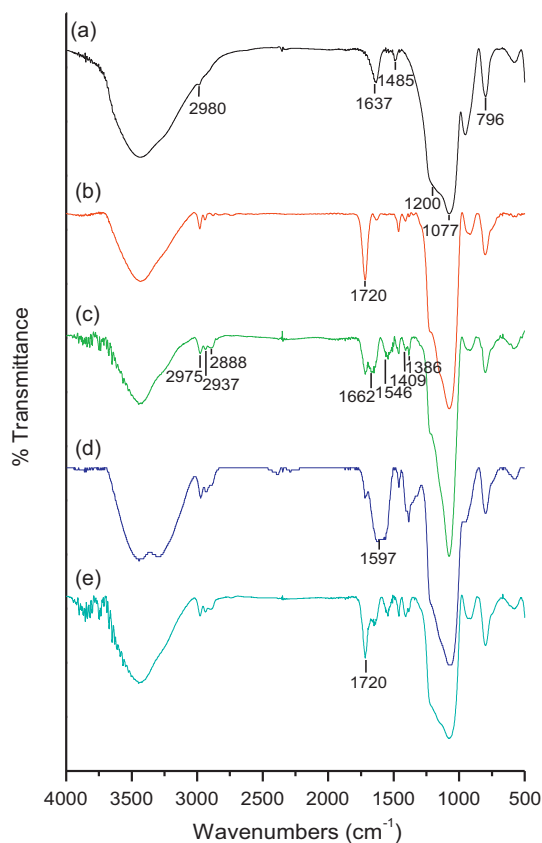 (a)
2980
1637
1485
796
1200
1077
(b)
1720
(c)
2975
2937
2888
1662
1546
1409
1386
(d)
1597
(e)
1720
% Transmittance
4000 3500 3000 2500 2000 1500 1000 500
Wavenumbers (cm⁻¹)